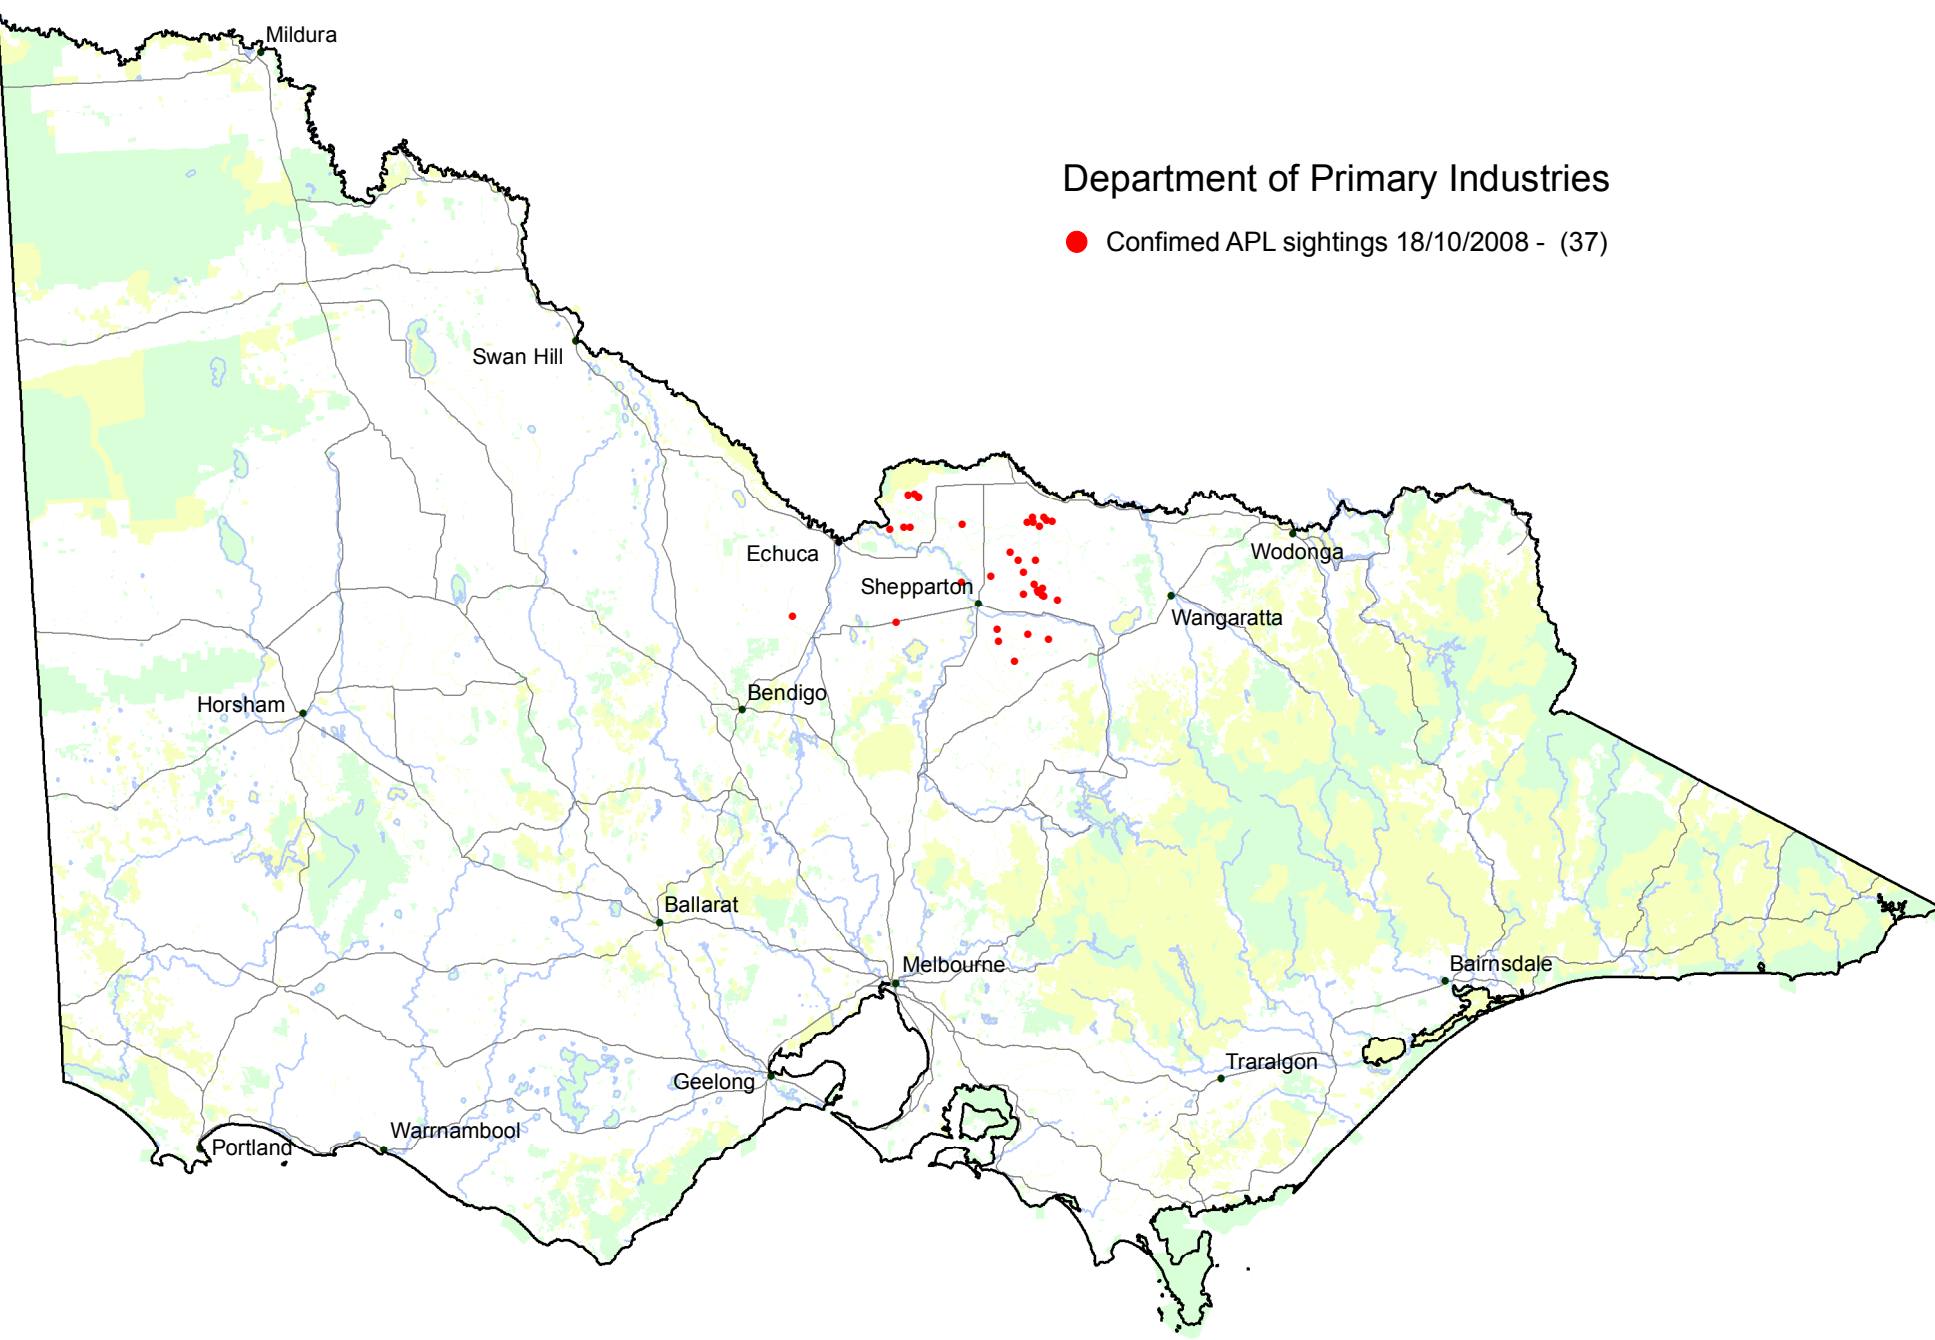 Mildura
Department of Primary Industries
Confimed APL sightings 18/10/2008 - (37)
Swan Hill
Echuca
Wodonga
Shepparton
Wangaratta
Bendigo
Horsham
Ballarat
Melbourne
Bairnsdale
Traralgon
Geelong
Warrnambool
Portland